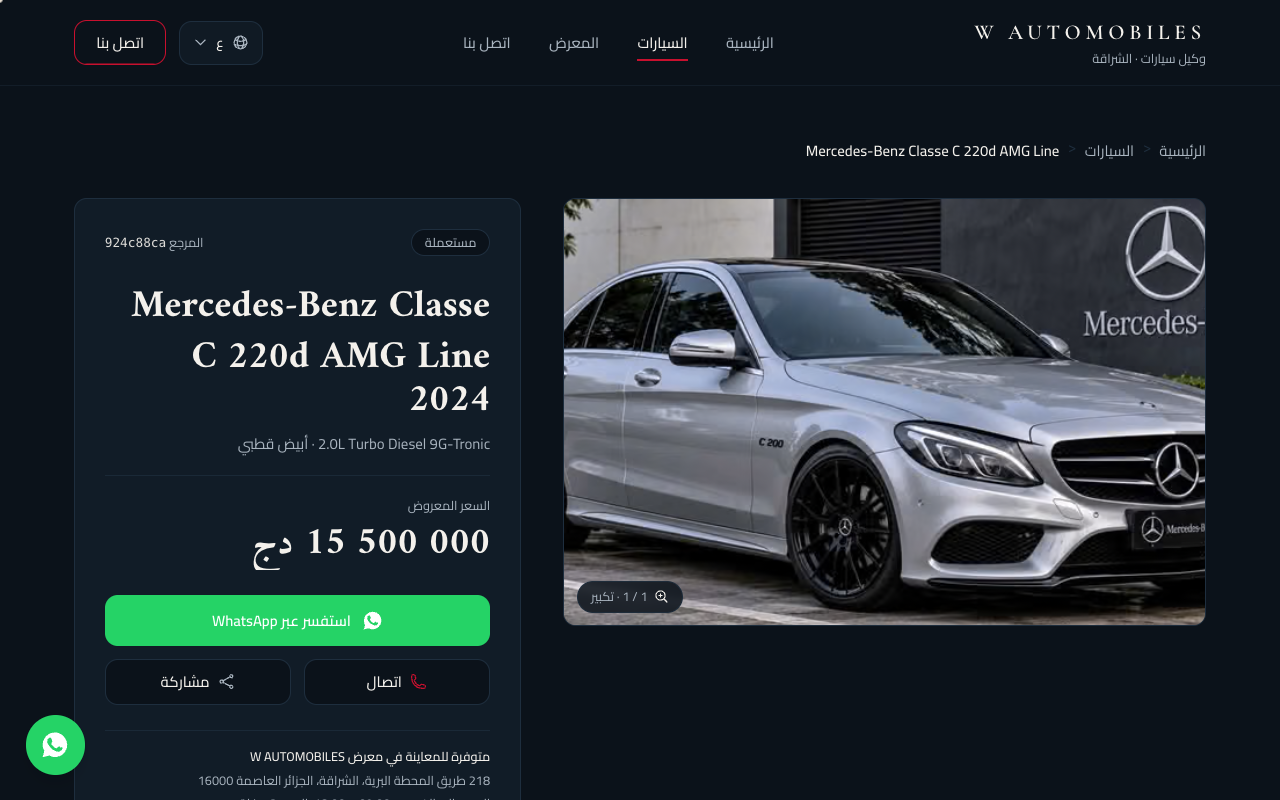 W AUTOMOBILES
وكيل سيارات · الشراقة
الرئيسية
السيارات
المعرض
اتصل بنا
ع
اتصل بنا
الرئيسية > السيارات > Mercedes-Benz Classe C 220d AMG Line
Mercedes-
C 200
Mercedes-B
1 / 1 · تكبير
مستعملة
المرجع 924c88ca
Mercedes-Benz Classe
C 220d AMG Line
2024
2.0L Turbo Diesel 9G-Tronic · أبيض قطبي
السعر المعروض
15 500 000 دج
استفسر عبر WhatsApp
اتصال
مشاركة
متوفرة للمعاينة في معرض W AUTOMOBILES
218 طريق المحطة البرية، الشراقة، الجزائر العاصمة 16000